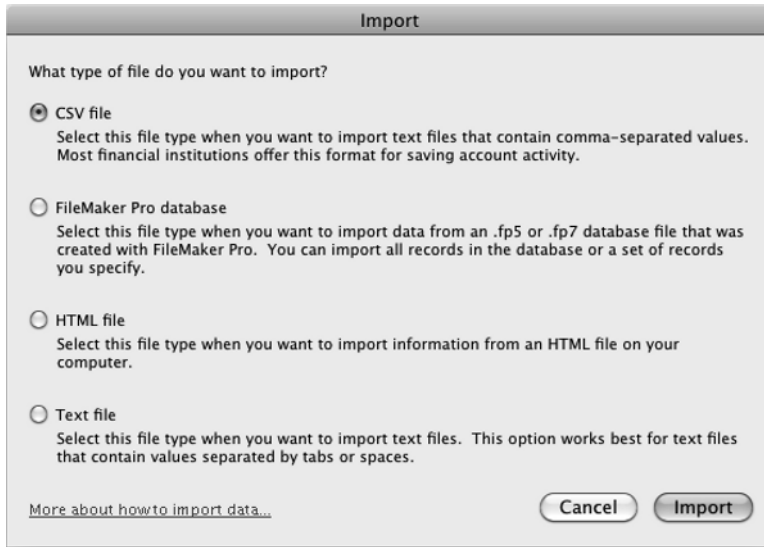 Import
What type of file do you want to import?
CSV file
Select this file type when you want to import text files that contain comma-separated values.
Most financial institutions offer this format for saving account activity.
FileMaker Pro database
Select this file type when you want to import data from an .fp5 or .fp7 database file that was
created with FileMaker Pro. You can import all records in the database or a set of records
you specify.
HTML file
Select this file type when you want to import information from an HTML file on your
computer.
Text file
Select this file type when you want to import text files. This option works best for text files
that contain values separated by tabs or spaces.
More about how to import data...
Cancel
Import